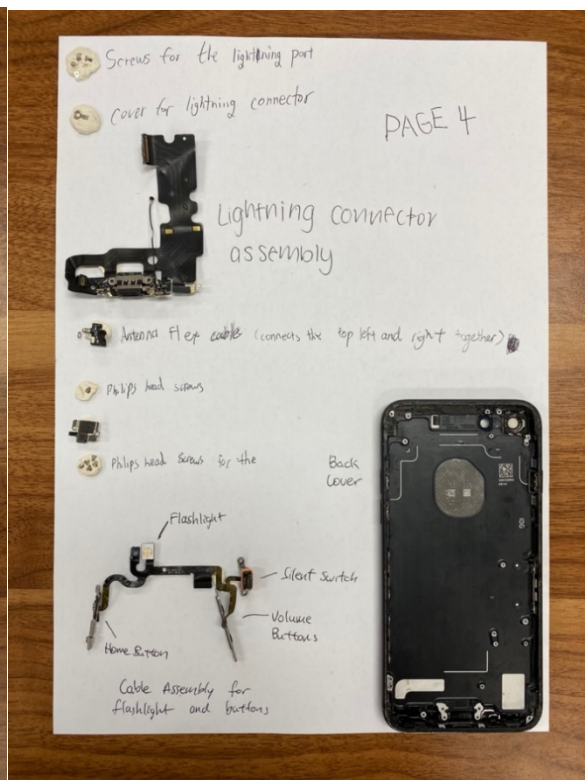 Screws for the lightning port
Cover for lightning connector
PAGE 4
Lightning connector
assembly
Antenna Flex cable (connects the top left and right together)
Philips head screws
Philips head screws for the
Back
Cover
Flashlight
Silent Switch
Volume
Buttons
Home Button
Cable Assembly for
flashlight and buttons